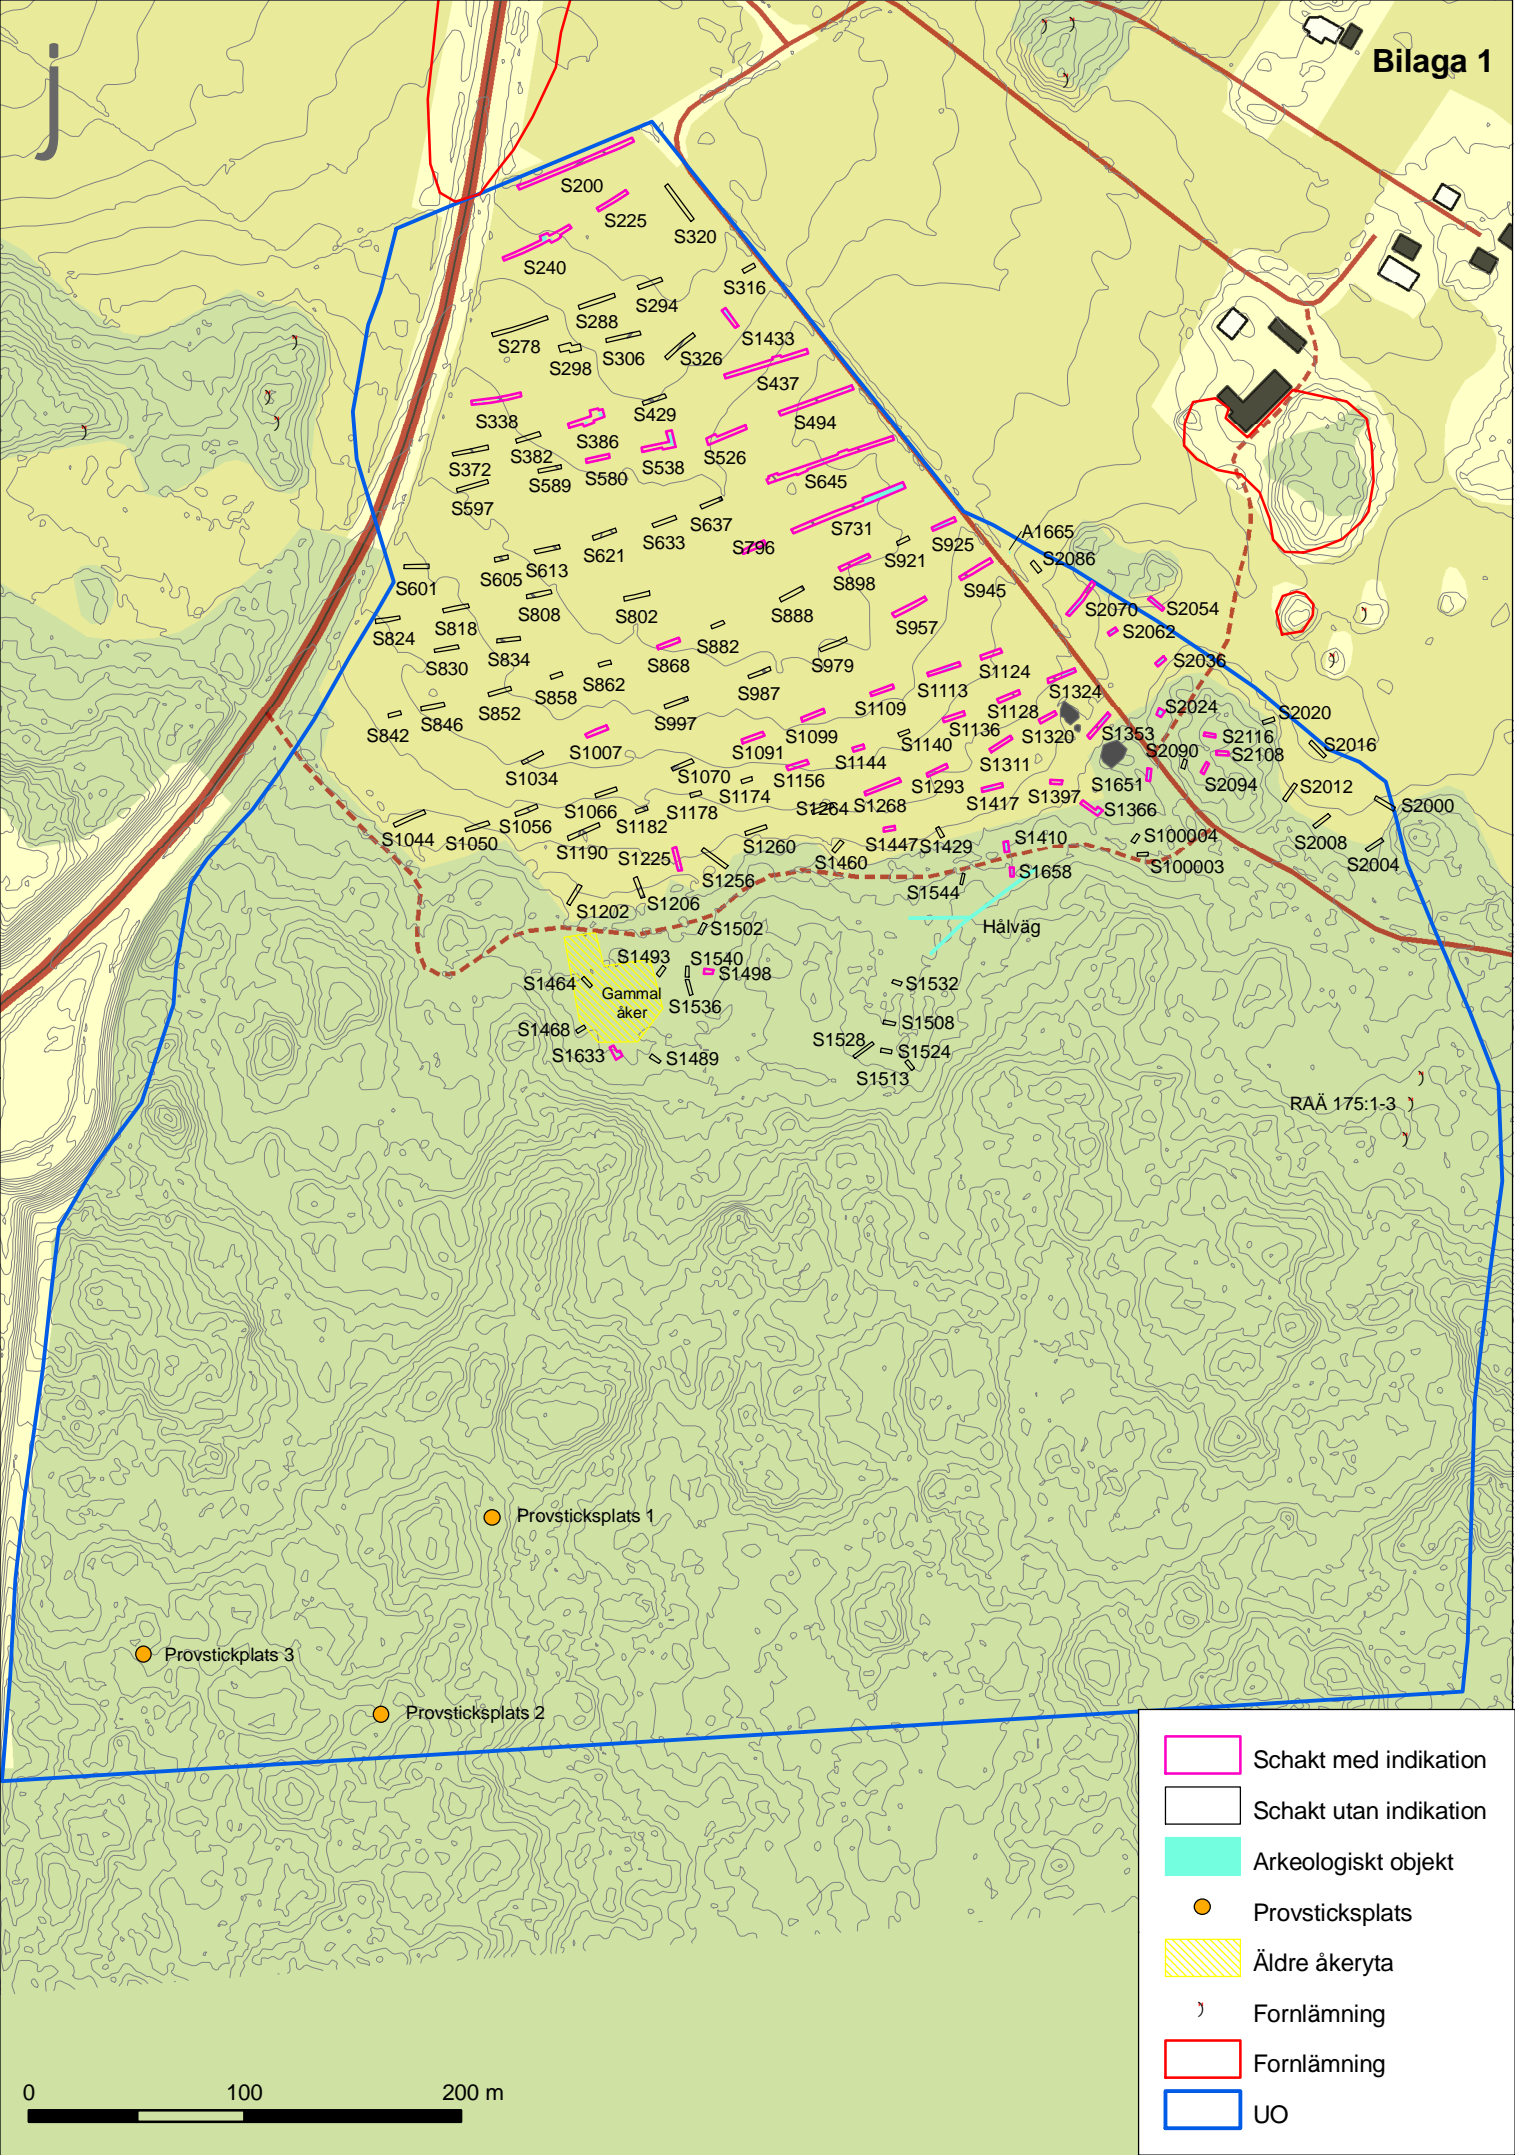 j
Bilaga 1
S200
S225
S320
S240
S316
S294
S288
S1433
S278
S306
S326
S298
S437
S338
S429
S494
S386
S382
S538
S526
S372
S580
S645
S589
S597
S637
S731
S633
A1665
S796
S621
S925
S921
S2086
S613
S605
S601
S898
S945
S2070
S2054
S808
S802
S888
S818
S957
S2062
S824
S834
S882
S830
S868
S979
S2036
S862
S987
S1113
S1124
S858
S1324
S852
S997
S1109
S1128
S2024
S846
S842
S1136
S1320
S1353
S2020
S2116
S1007
S1099
S1091
S1140
S2090
S2108
S2016
S1034
S1144
S1311
S1070
S1156
S1293
S1651
S2094
S2012
S1174
S1397
S1066
S1178
S1264
S1268
S1417
S1366
S2000
S1056
S1182
S1044
S1050
S1190
S1260
S1447
S1429
S1410
S100004
S2008
S2004
S1225
S1460
S100003
S1256
S1658
S1544
S1202
S1206
Hålväg
S1502
S1493
S1540
S1498
S1464
Gammal
åker
S1536
S1532
S1468
S1508
S1528
S1633
S1489
S1524
S1513
RAÄ 175:1-3
Provsticksplats 1
Provstickplats 3
Provsticksplats 2
Schakt med indikation
Schakt utan indikation
Arkeologiskt objekt
Provsticksplats
Äldre åkeryta
Fornlämning
Fornlämning
UO
0 100 200 m